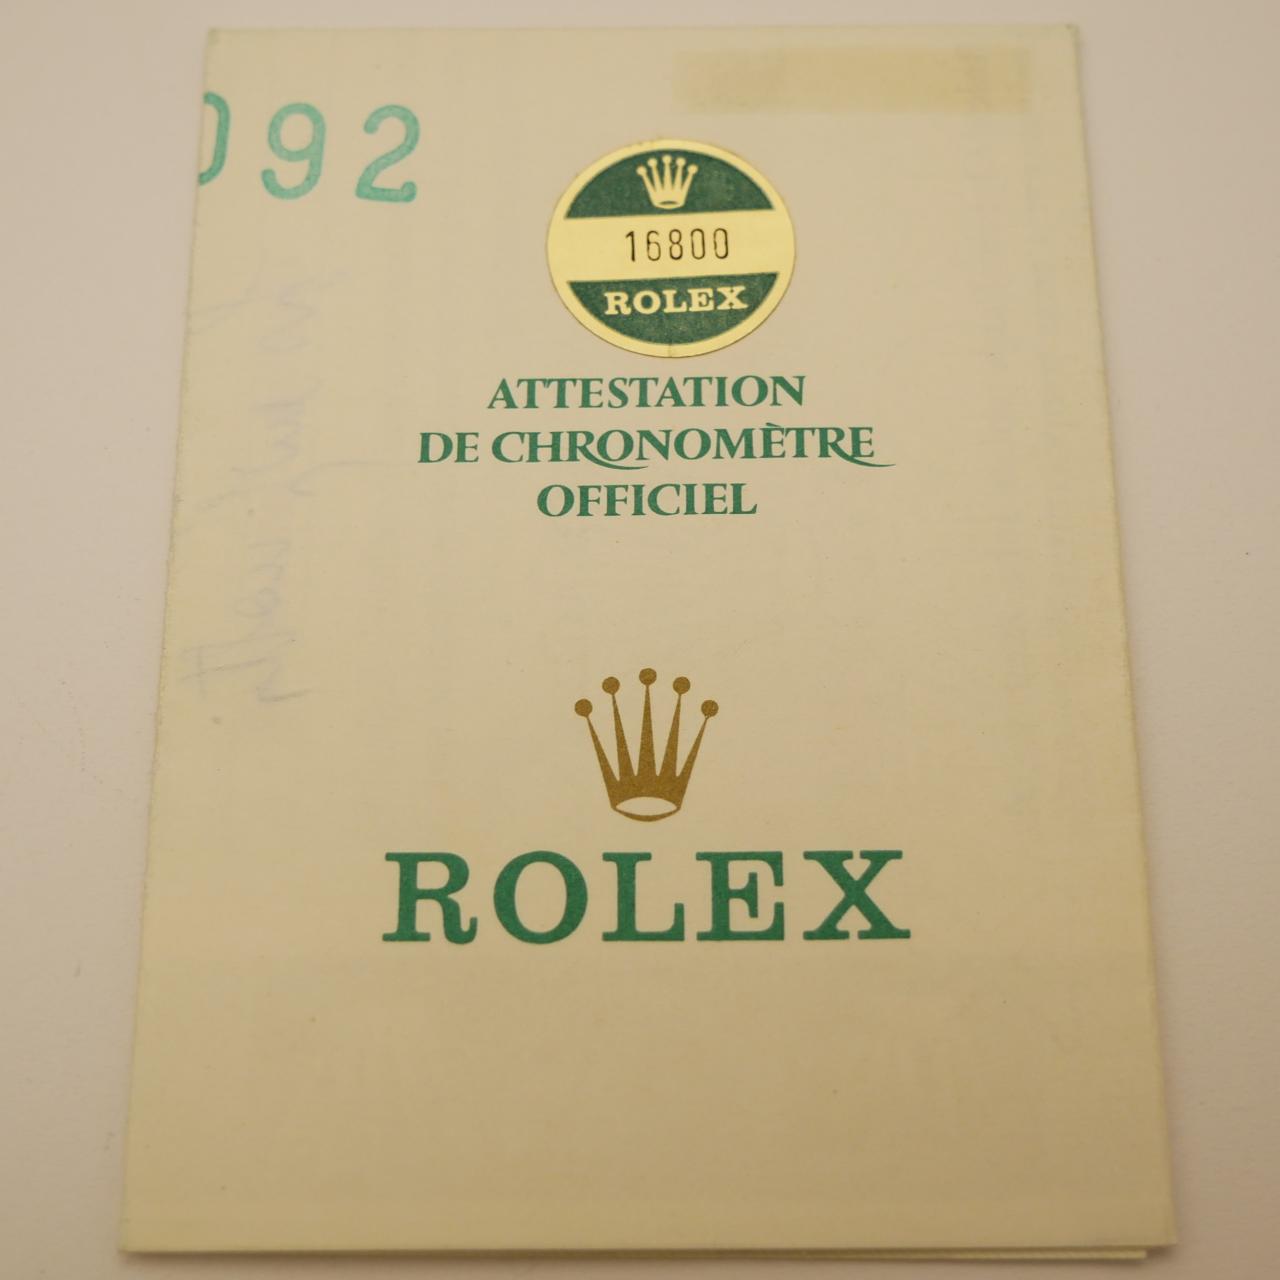 092
16800
ROLEX
ATTESTATION
DE CHRONOMÈTRE
OFFICIEL
ROLEX